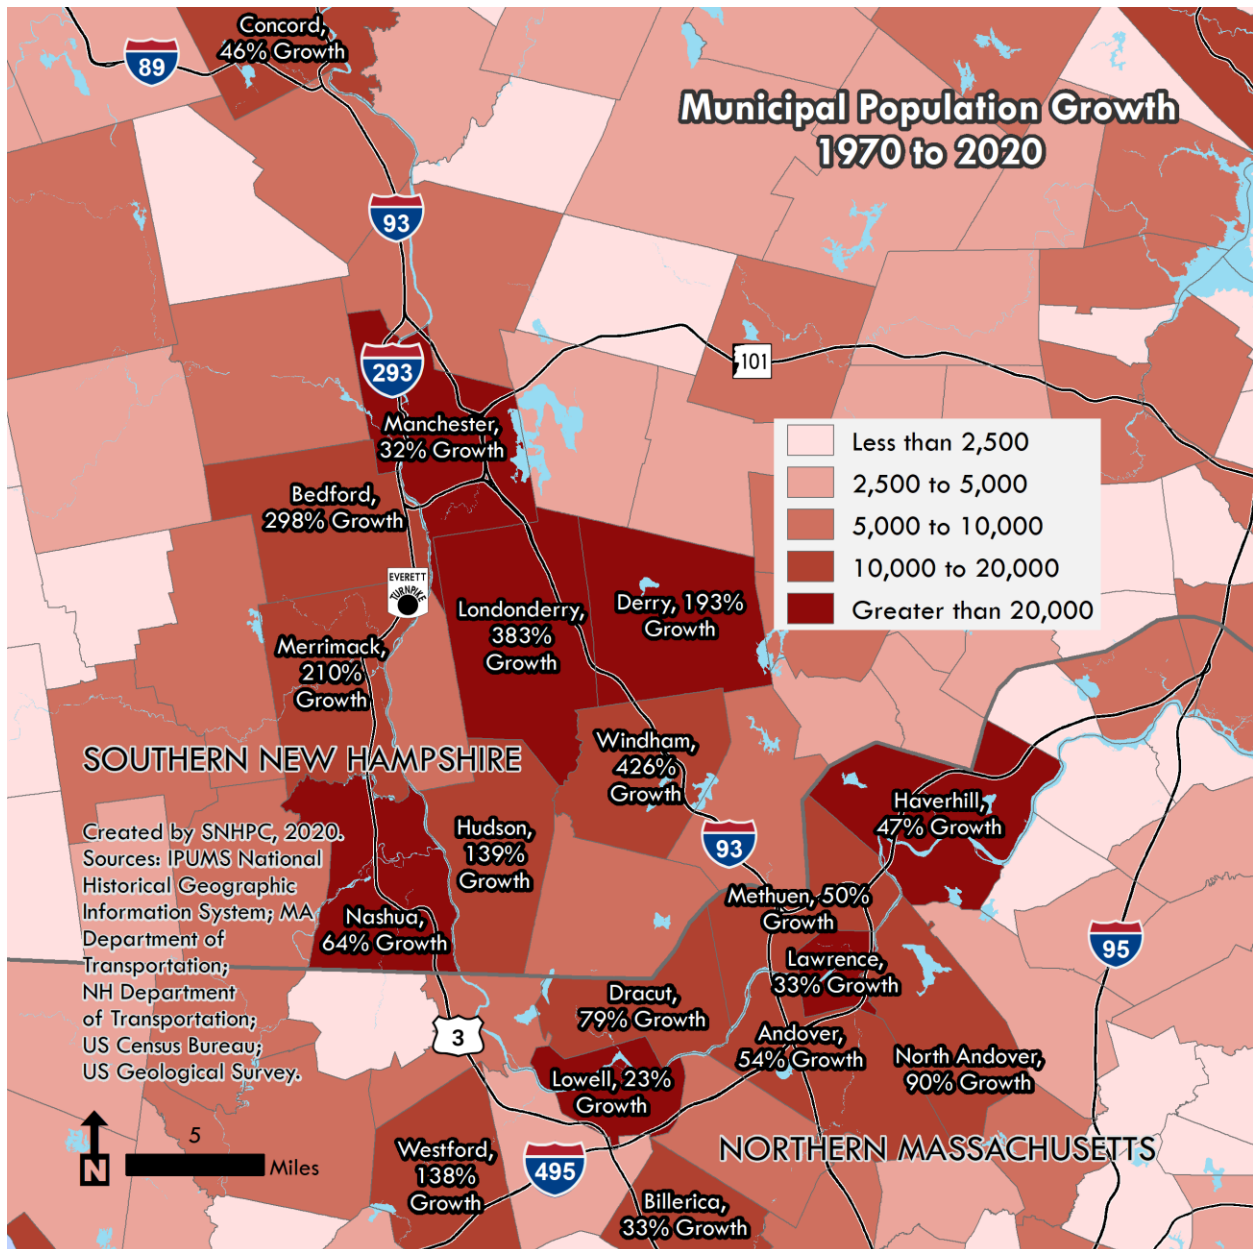 Concord,
46% Growth
89
Municipal Population Growth
1970 to 2020
93
101
293
Manchester,
32% Growth
Less than 2,500
2,500 to 5,000
5,000 to 10,000
10,000 to 20,000
Greater than 20,000
Bedford,
298% Growth
EVERETT
TURNPIKE
Londonderry,
383%
Growth
Derry, 193%
Growth
Merrimack,
210%
Growth
Windham,
426%
Growth
SOUTHERN NEW HAMPSHIRE
Haverhill,
47% Growth
Hudson,
139%
Growth
93
Created by SNHPC, 2020.
Sources: IPUMS National
Historical Geographic
Information System; MA
Department of
Transportation;
NH Department
of Transportation;
US Census Bureau;
US Geological Survey.
Methuen, 50%
Growth
Nashua,
64% Growth
95
Lawrence,
33% Growth
Dracut,
79% Growth
3
Andover,
54% Growth
North Andover,
90% Growth
Lowell, 23%
Growth
5
Miles
N
Westford,
138%
Growth
495
NORTHERN MASSACHUSETTS
Billerica,
33% Growth